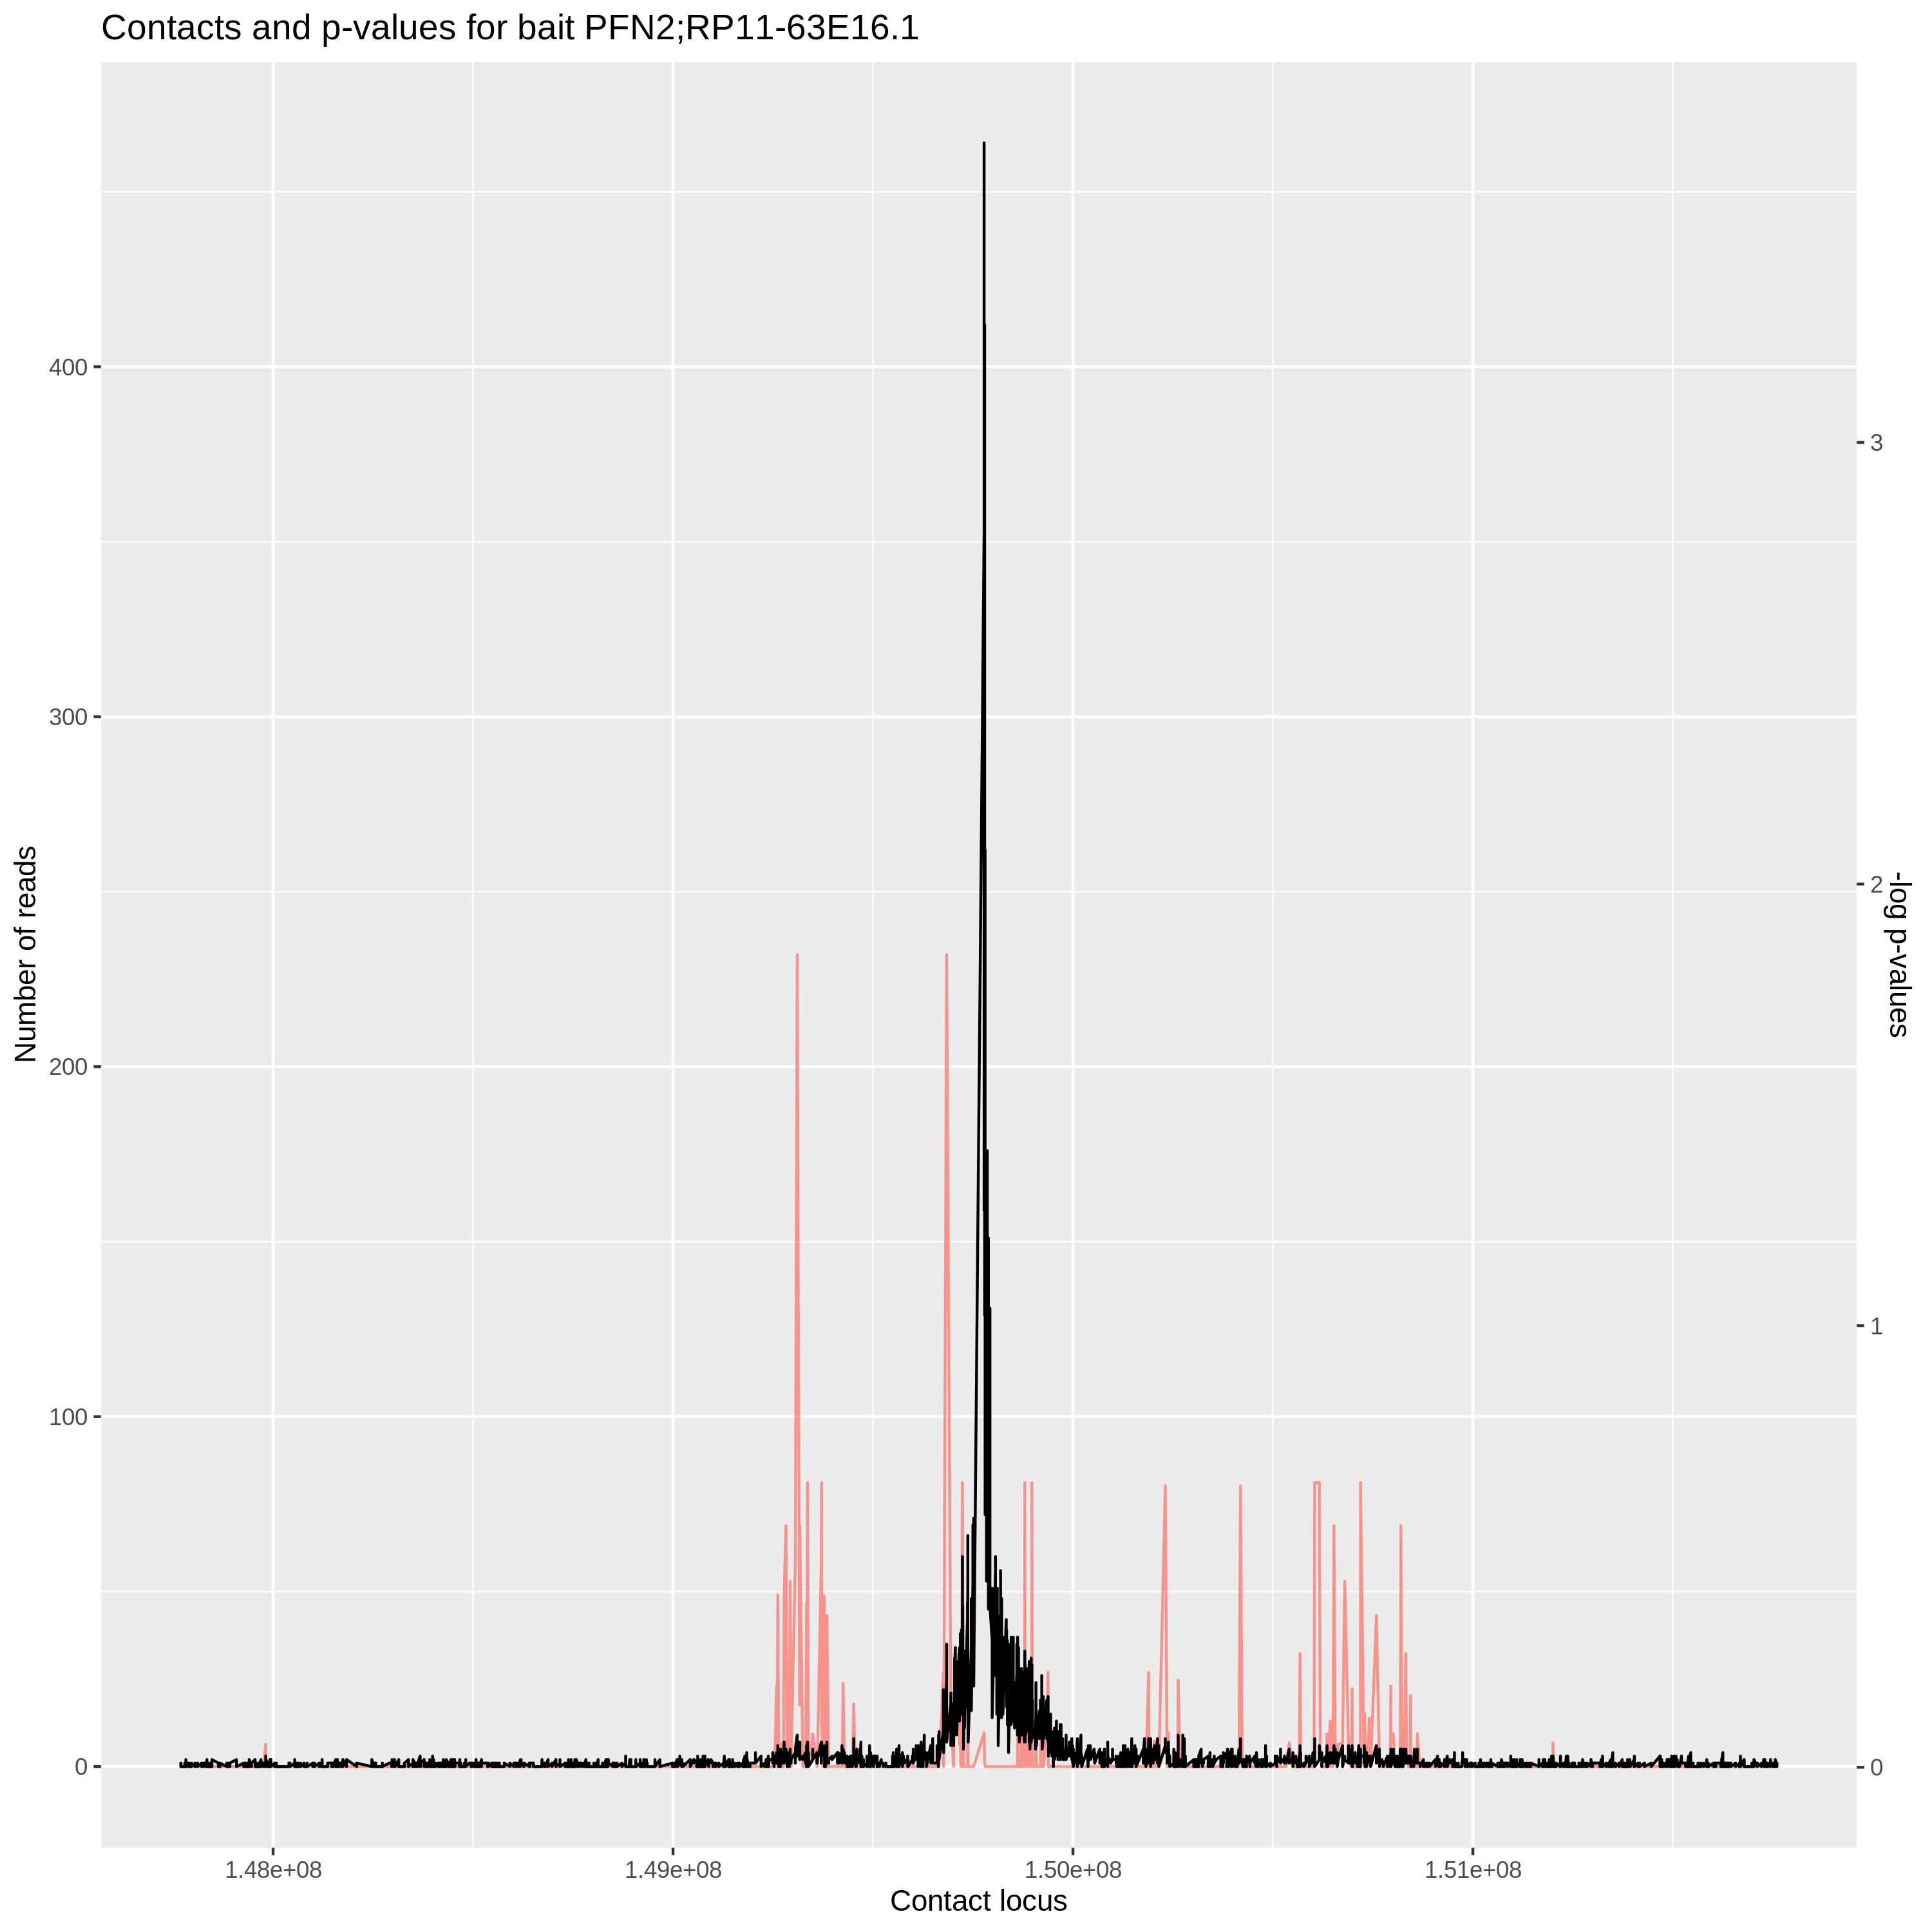 Contacts and p-values for bait PFN2;RP11-63E16.1
400
300
200
100
0
Number of reads
3
2
1
0
-log p-values
1.48e+08
1.49e+08
1.50e+08
1.51e+08
Contact locus